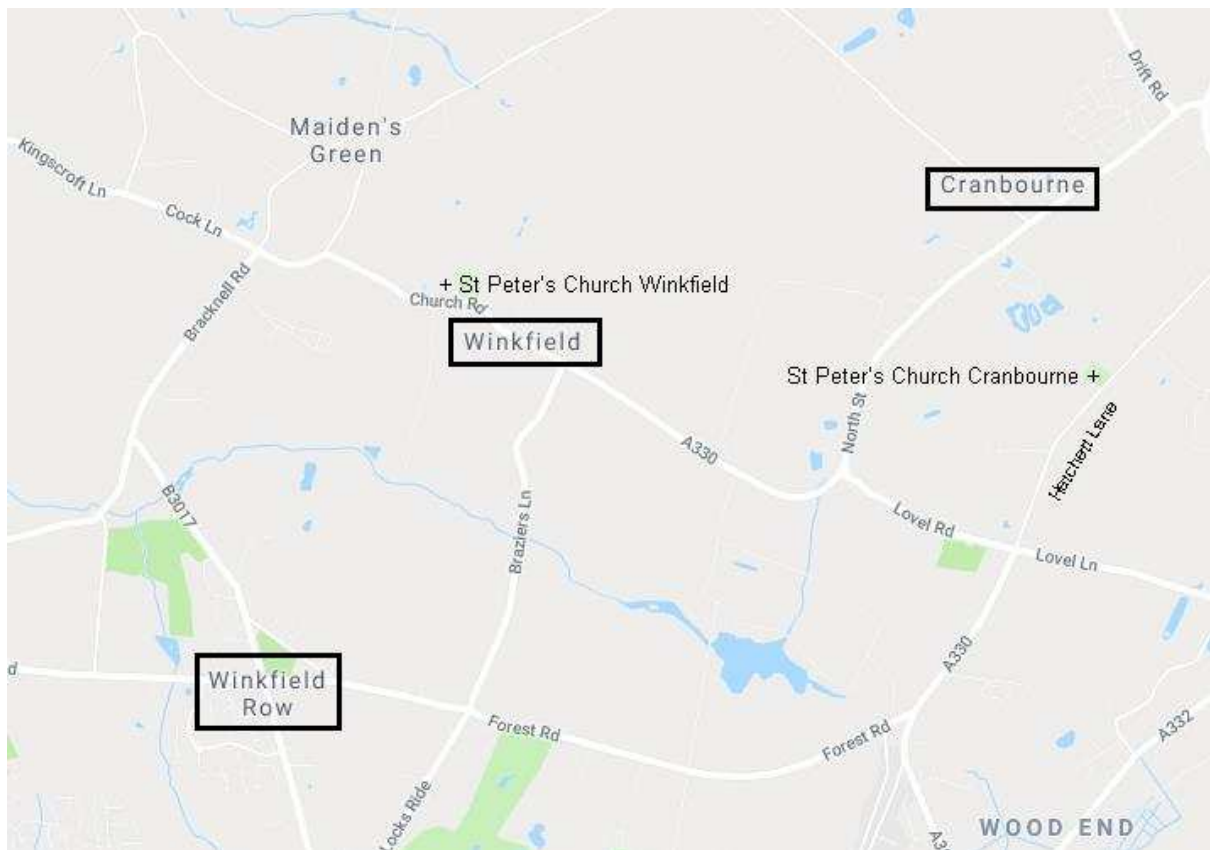 Drift Rd
Maiden's
Green
Kingscroft Ln
Cranbourne
Cock Ln
Bracknell Rd
+ St Peter's Church Winkfield
Church Rd
Winkfield
St Peter's Church Cranbourne +
North St
Hatchett Lane
A330
B3017
Braziers Ln
Lovel Rd
Lovel Ln
A330
d
Winkfield
Row
Forest Rd
Forest Rd
A332
Locks Ride
WOOD END